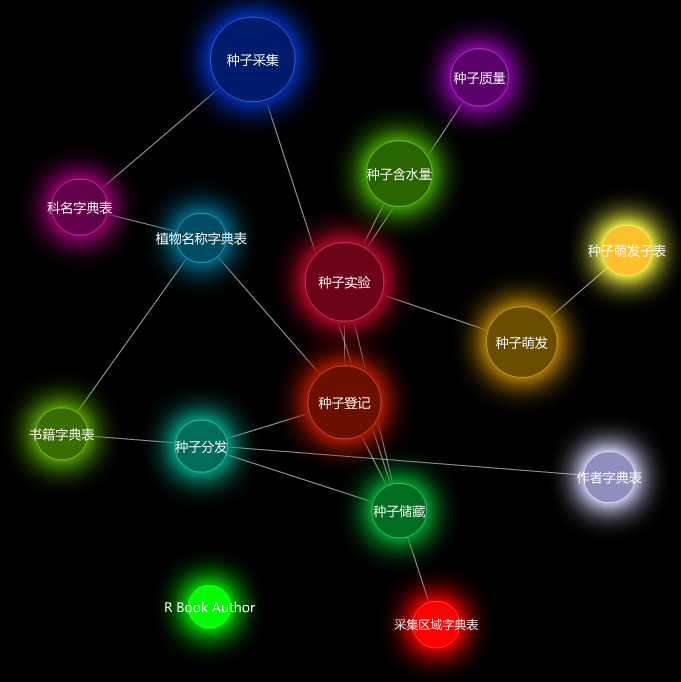 种子采集
种子质量
种子含水量
科名字典表
植物名称字典表
种子萌发子表
种子实验
种子萌发
种子登记
书籍字典表
种子分发
作者字典表
种子储藏
R Book Author
采集区域字典表